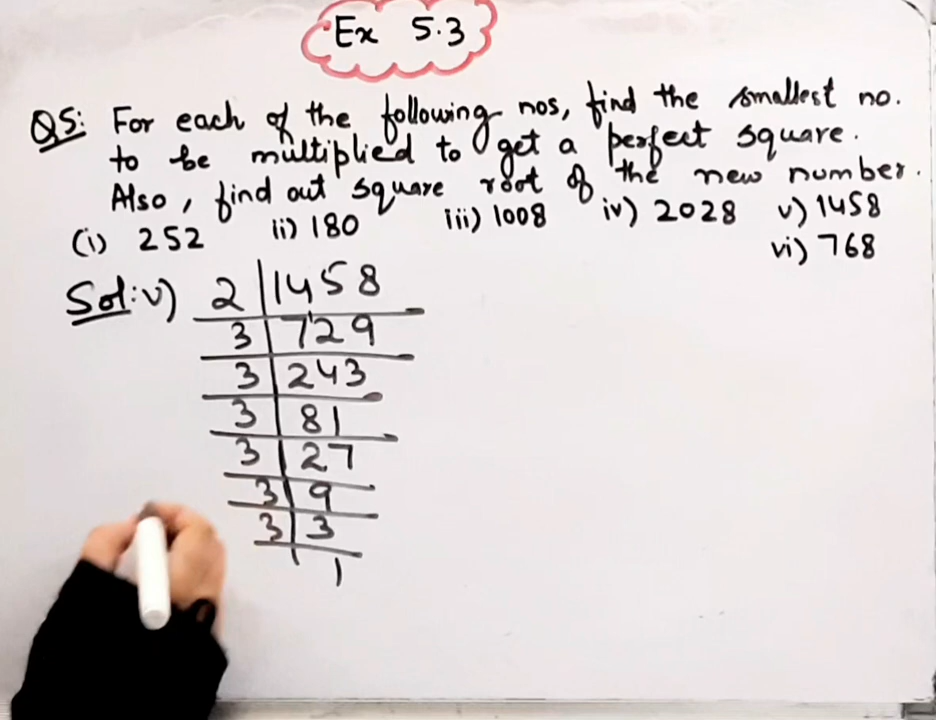 Ex 5.3
Q5: For each of the following nos, find the smallest no.
to be multiplied to get a perfect square.
Also, find out square root of the new number.
(i) 252 ii) 180 iii) 1008 iv) 2028 v) 1458
vi) 768
Sol:v) 2 | 1458
3 | 729
3 | 243
3 | 81
3 | 27
3 | 9
3 | 3
1